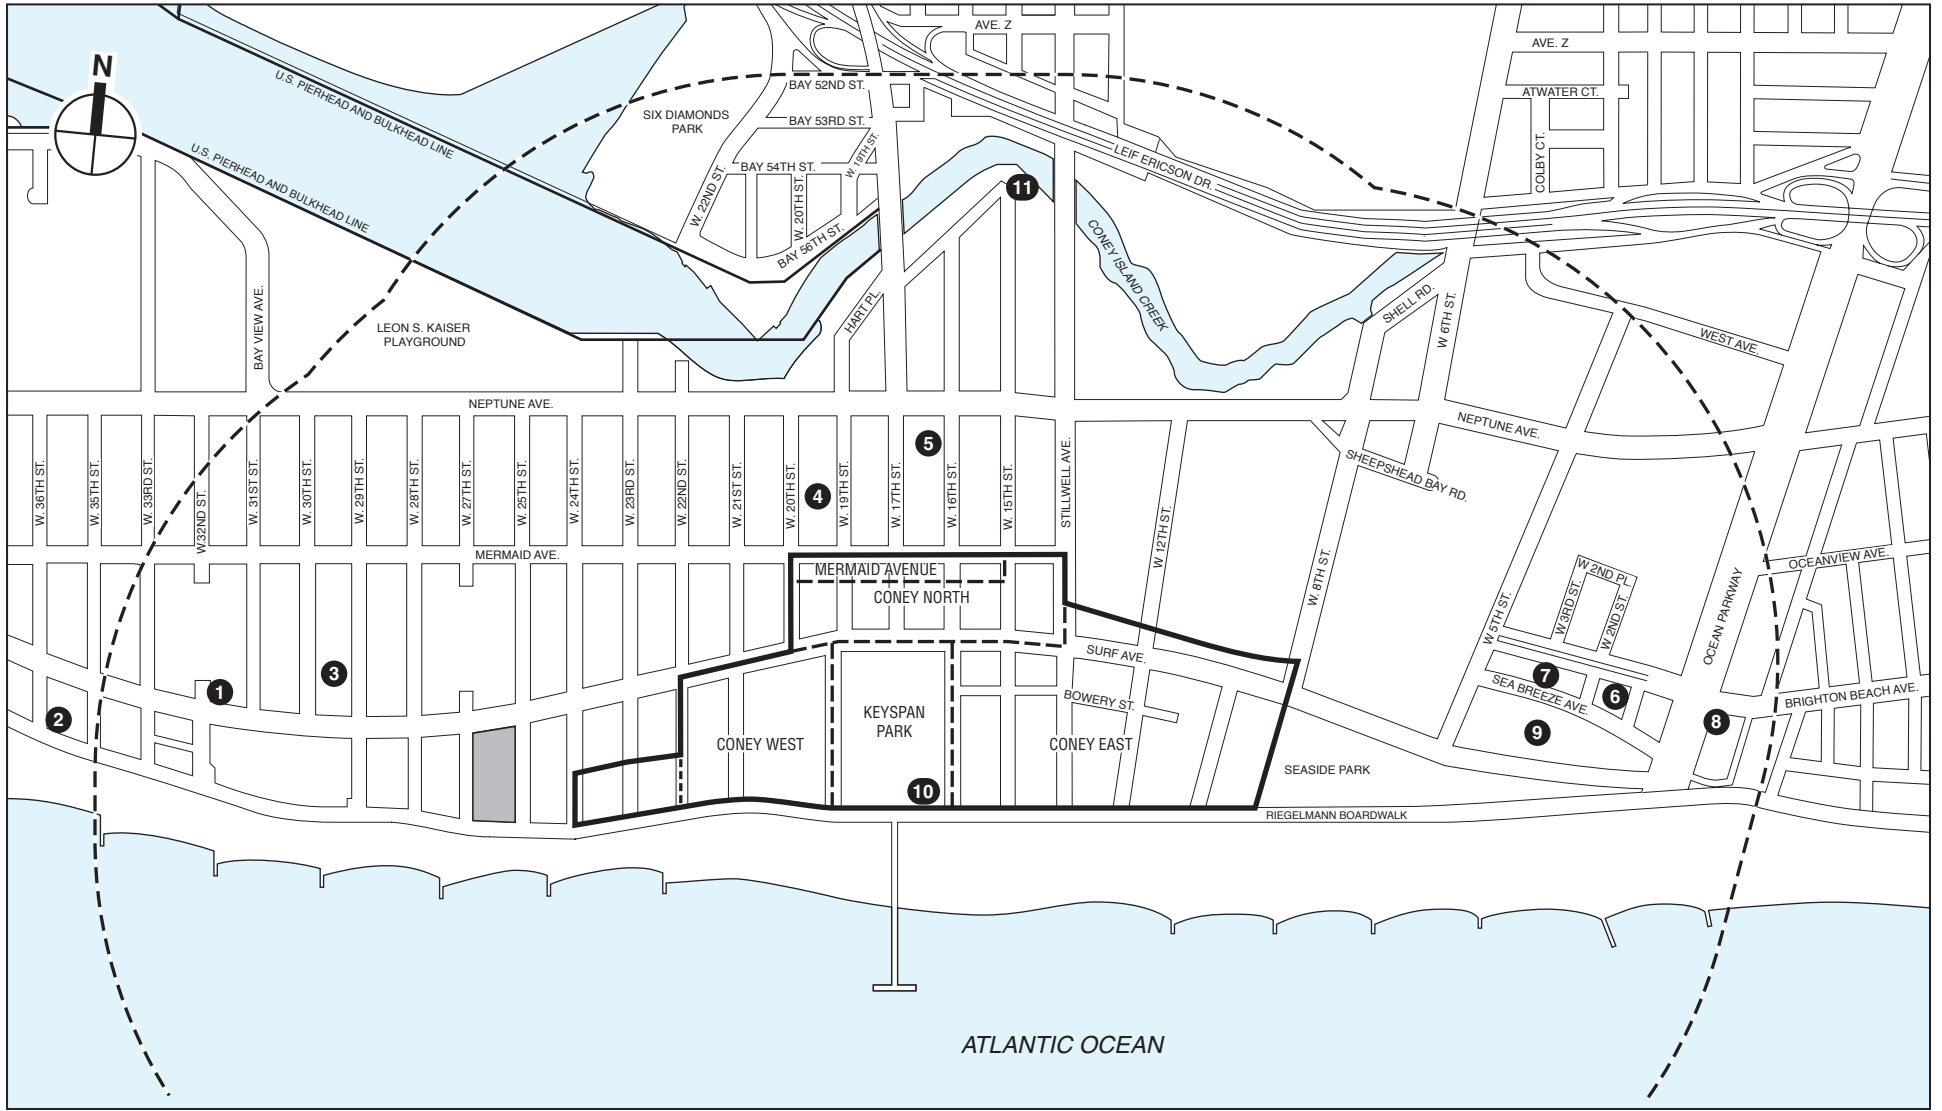 AVE. Z
AVE. Z
N
U.S. PIERHEAD AND BULKHEAD LINE
BAY 52ND ST.
ATWATER CT.
SIX DIAMONDS
PARK
BAY 53RD ST.
W. 19TH ST.
COLBY CT.
LEIF ERICSON DR.
U.S. PIERHEAD AND BULKHEAD LINE
BAY 54TH ST.
W. 22ND ST.
W. 20TH ST.
11
BAY 56TH ST.
CONEY ISLAND CREEK
BAY VIEW AVE.
HART PL.
SHELL RD.
W 6TH ST.
LEON S. KAISER
PLAYGROUND
WEST AVE.
NEPTUNE AVE.
NEPTUNE AVE.
5
4
W. 36TH ST.
W. 35TH ST.
W. 33RD ST.
W.32ND ST.
W. 31ST ST.
W. 30TH ST.
W. 29TH ST.
W. 28TH ST.
W. 27TH ST.
W. 25TH ST.
W. 24TH ST.
W. 23RD ST.
W. 22ND ST.
W. 21ST ST.
W. 20TH ST.
W. 19TH ST.
W. 17TH ST.
W. 16TH ST.
W. 15TH ST.
STILLWELL AVE.
W 12TH ST.
SHEEPSHEAD BAY RD.
MERMAID AVE.
MERMAID AVENUE
CONEY NORTH
W. 8TH ST.
W 5TH ST.
W 2ND PL.
W 3RD ST.
W 2ND ST.
OCEAN PARKWAY
OCEANVIEW AVE.
SURF AVE.
3
1
2
7
6
SEA BREEZE AVE.
BRIGHTON BEACH AVE.
8
9
BOWERY ST.
KEYSPAN
PARK
CONEY WEST
CONEY EAST
SEASIDE PARK
10
RIEGELMANN BOARDWALK
ATLANTIC OCEAN